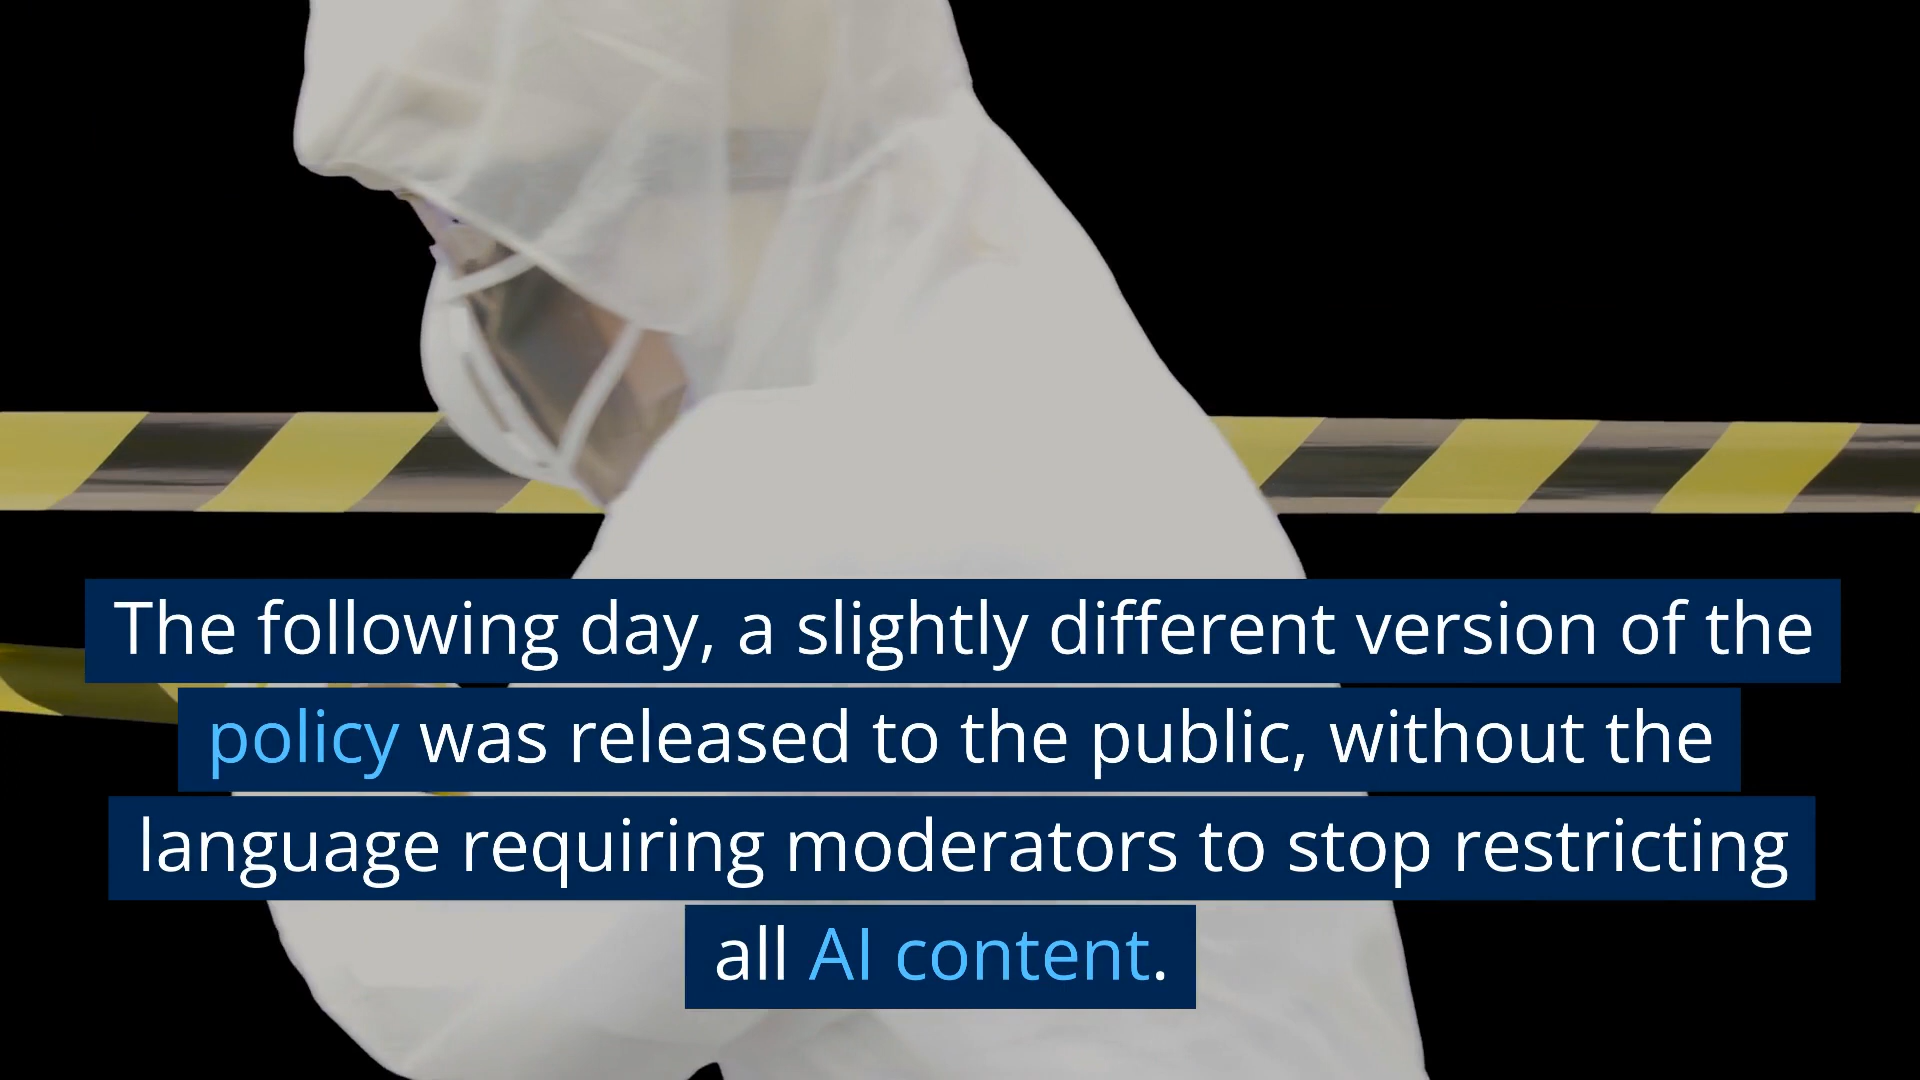 The following day, a slightly different version of the
policy was released to the public, without the
language requiring moderators to stop restricting
all AI content.